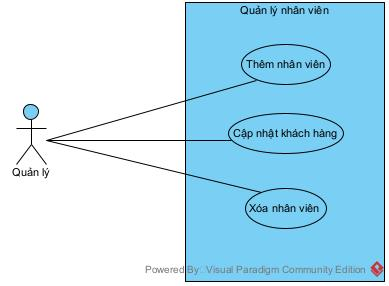 Quản lý nhân viên
Thêm nhân viên
Cập nhật khách hàng
Quản lý
Xóa nhân viên
Powered By: Visual Paradigm Community Edition